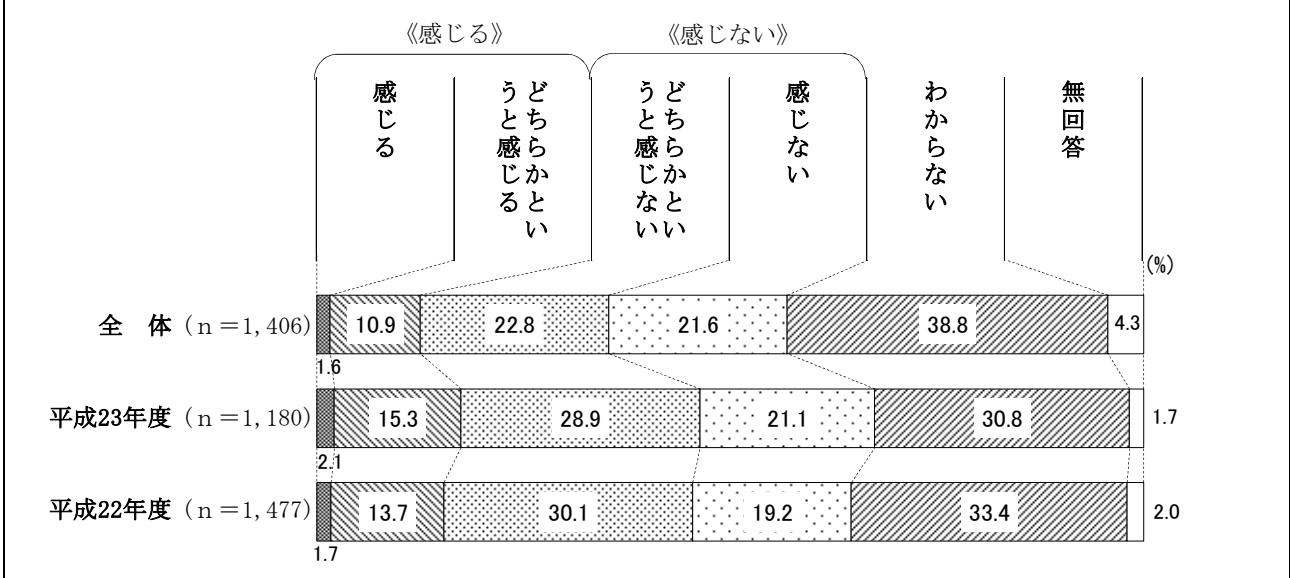 《感じる》 《感じない》
感じる
どちらかとい
うと感じる
どちらかとい
うと感じない
感じない
わからない
無回答
(%)
全 体（ｎ＝1,406） 10.9 22.8 21.6 38.8 4.3
1.6
平成23年度（ｎ＝1,180） 15.3 28.9 21.1 30.8 1.7
2.1
平成22年度（ｎ＝1,477） 13.7 30.1 19.2 33.4 2.0
1.7